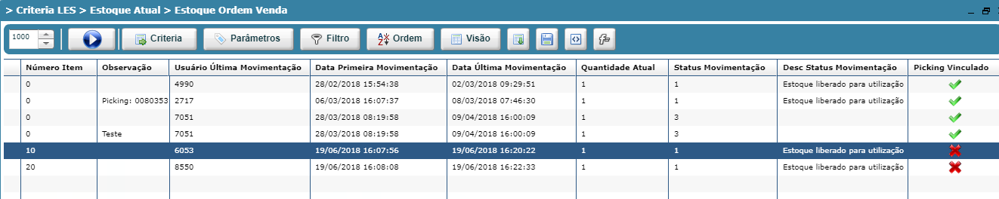 > Criteria LES > Estoque Atual > Estoque Ordem Venda
1000 Criteria Parâmetros Filtro Ordem Visão
Número Item Observação Usuário Última Movimentação Data Primeira Movimentação Data Última Movimentação Quantidade Atual Status Movimentação Desc Status Movimentação Picking Vinculado
0 4990 28/02/2018 15:54:38 02/03/2018 09:29:51 1 1 Estoque liberado para utilização
0 Picking: 0080353 2717 06/03/2018 16:07:37 08/03/2018 07:46:30 1 1 Estoque liberado para utilização
0 7051 28/03/2018 08:19:58 09/04/2018 16:00:09 1 3
0 Teste 7051 28/03/2018 08:19:58 09/04/2018 16:00:09 1 3
10 6053 19/06/2018 16:07:56 19/06/2018 16:20:22 1 1 Estoque liberado para utilização
20 8550 19/06/2018 16:08:08 19/06/2018 16:22:33 1 1 Estoque liberado para utilização